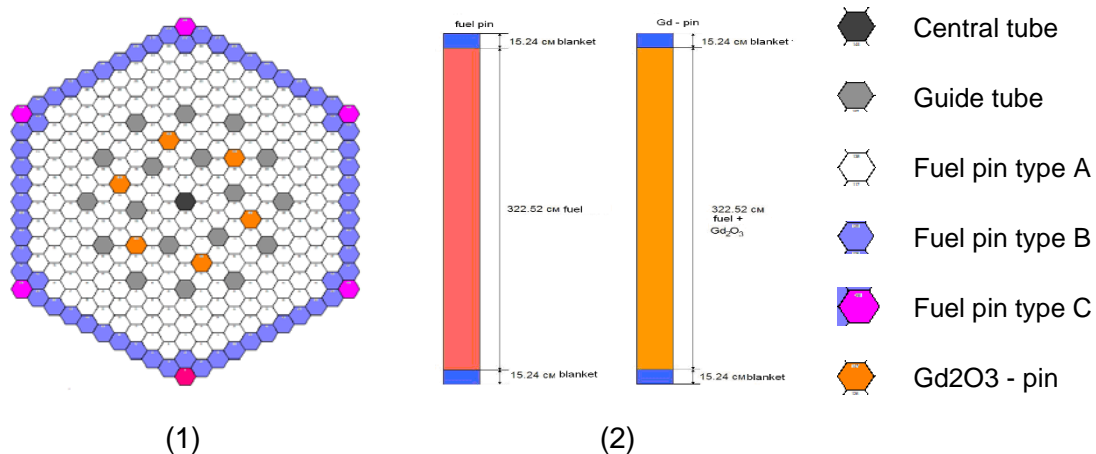 fuel pin
Gd - pin
15.24 см blanket
15.24 см blanket
322.52 см fuel
322.52 см
fuel +
Gd₂O₃
15.24 см blanket
15.24 см blanket
Central tube
Guide tube
Fuel pin type A
Fuel pin type B
Fuel pin type C
Gd2O3 - pin
(1)
(2)